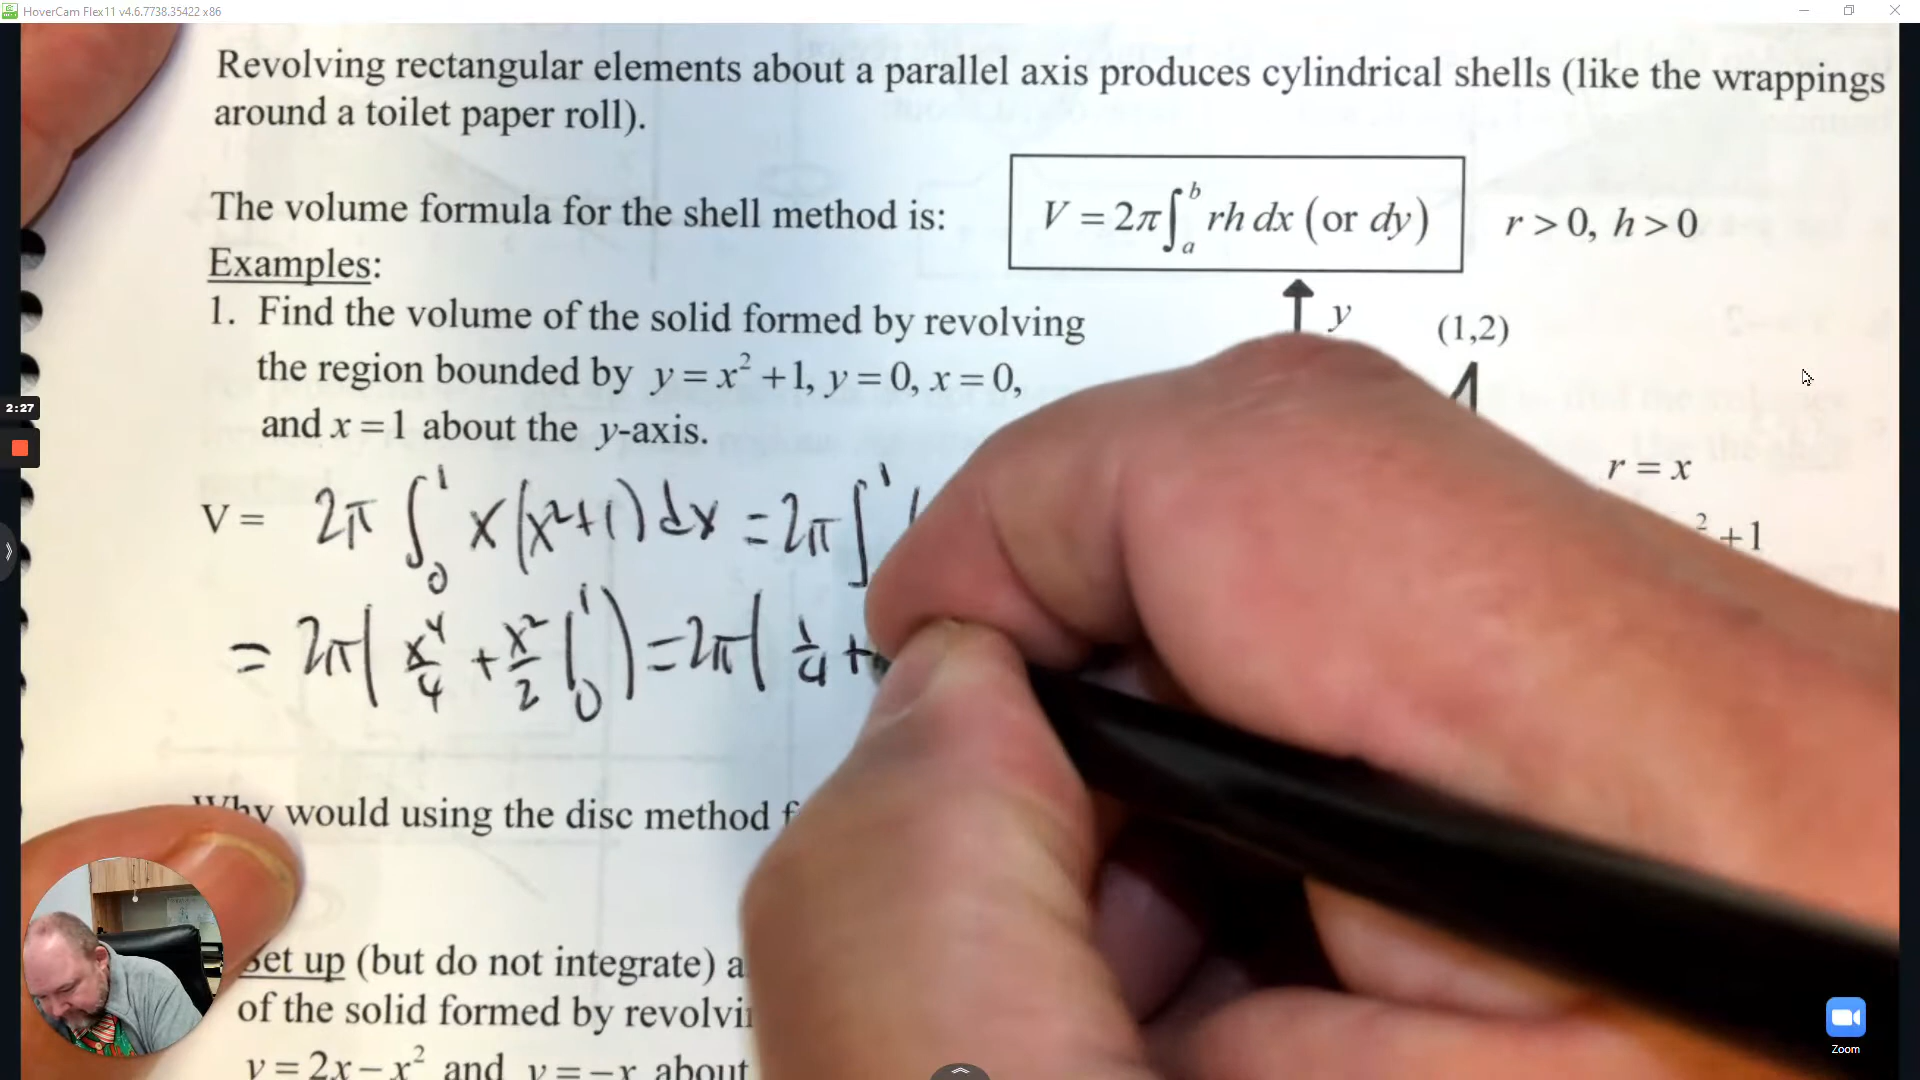 HoverCam Flex11 v4.6.7738.35422 x86
Revolving rectangular elements about a parallel axis produces cylindrical shells (like the wrappings
around a toilet paper roll).
The volume formula for the shell method is: V = 2π∫_a^b rh dx (or dy) r > 0, h > 0
Examples:
1. Find the volume of the solid formed by revolving
the region bounded by y = x² + 1, y = 0, x = 0,
and x = 1 about the y-axis.
y
(1,2)
r = x
² + 1
V = 2π ∫_0^1 x(x²+1) dx = 2π ∫^1 (
= 2π( x⁴/4 + x²/2 |_0^1 ) = 2π( 1/4 +
Why would using the disc method
Set up (but do not integrate) a
of the solid formed by
y = 2x − x² and y = −x about
2:27
Zoom